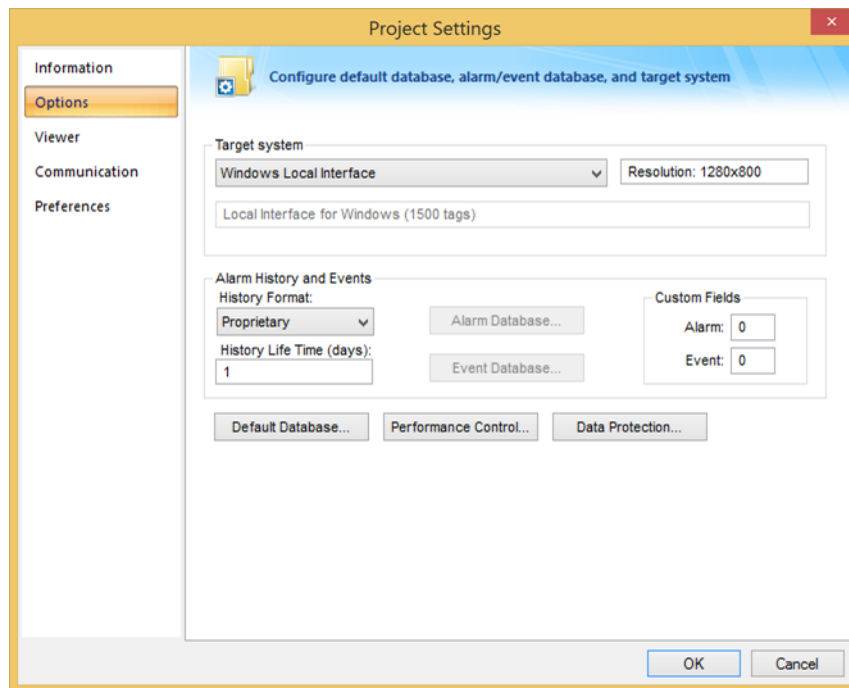 Project Settings
Information
Options
Viewer
Communication
Preferences
Configure default database, alarm/event database, and target system
Target system
Windows Local Interface
Resolution: 1280x800
Local Interface for Windows (1500 tags)
Alarm History and Events
History Format:
Proprietary
Alarm Database...
History Life Time (days):
1
Event Database...
Custom Fields
Alarm: 0
Event: 0
Default Database...
Performance Control...
Data Protection...
OK
Cancel